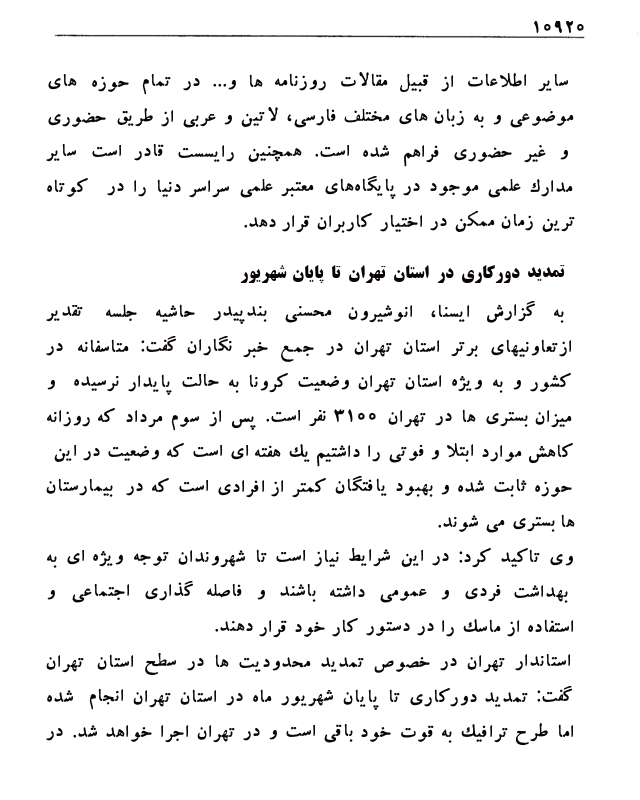 ۱۰۹۲۰
سایر اطلاعات از قبیل مقالات روزنامه ها و... در تمام حوزه های
موضوعی و به زبان های مختلف فارسی، لاتین و عربی از طریق حضوری
و غیر حضوری فراهم شده است. همچنین رایسست قادر است سایر
مدارك علمی موجود در پایگاه‌های معتبر علمی سراسر دنیا را در کوتاه
ترین زمان ممکن در اختیار کاربران قرار دهد.
تمدید دورکاری در استان تهران تا پایان شهریور
به گزارش ایسنا، انوشیرون محسنی بندپیدر حاشیه جلسه تقدیر
ازتعاونیهای برتر استان تهران در جمع خبر نگاران گفت: متاسفانه در
کشور و به ویژه استان تهران وضعیت کرونا به حالت پایدار نرسیده و
میزان بستری ها در تهران ۳۱۰۰ نفر است. پس از سوم مرداد که روزانه
کاهش موارد ابتلا و فوتی را داشتیم یك هفته ای است که وضعیت در این
حوزه ثابت شده و بهبود یافتگان کمتر از افرادی است که در بیمارستان
ها بستری می شوند.
وی تاکید کرد: در این شرایط نیاز است تا شهروندان توجه ویژه ای به
بهداشت فردی و عمومی داشته باشند و فاصله گذاری اجتماعی و
استفاده از ماسك را در دستور کار خود قرار دهند.
استاندار تهران در خصوص تمدید محدودیت ها در سطح استان تهران
گفت: تمدید دورکاری تا پایان شهریور ماه در استان تهران انجام شده
اما طرح ترافیك به قوت خود باقی است و در تهران اجرا خواهد شد. در